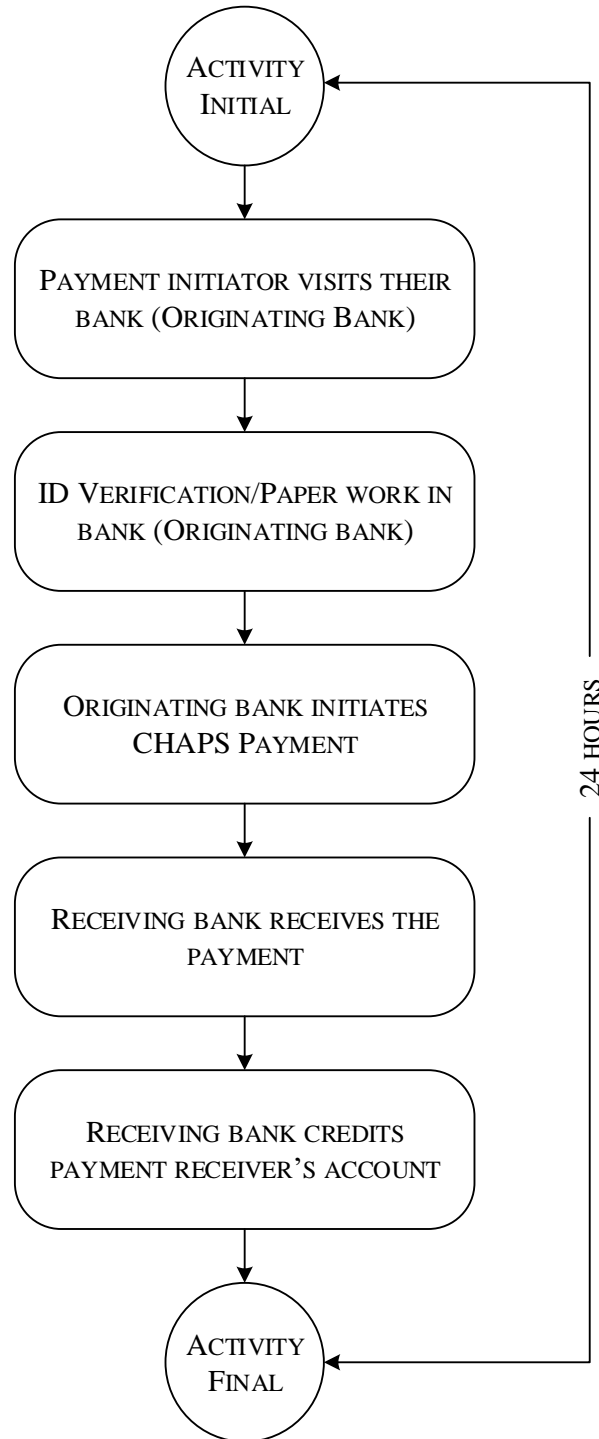 ACTIVITY
INITIAL
PAYMENT INITIATOR VISITS THEIR
BANK (ORIGINATING BANK)
ID VERIFICATION/PAPER WORK IN
BANK (ORIGINATING BANK)
ORIGINATING BANK INITIATES
CHAPS PAYMENT
24 HOURS
RECEIVING BANK RECEIVES THE
PAYMENT
RECEIVING BANK CREDITS
PAYMENT RECEIVER’S ACCOUNT
ACTIVITY
FINAL